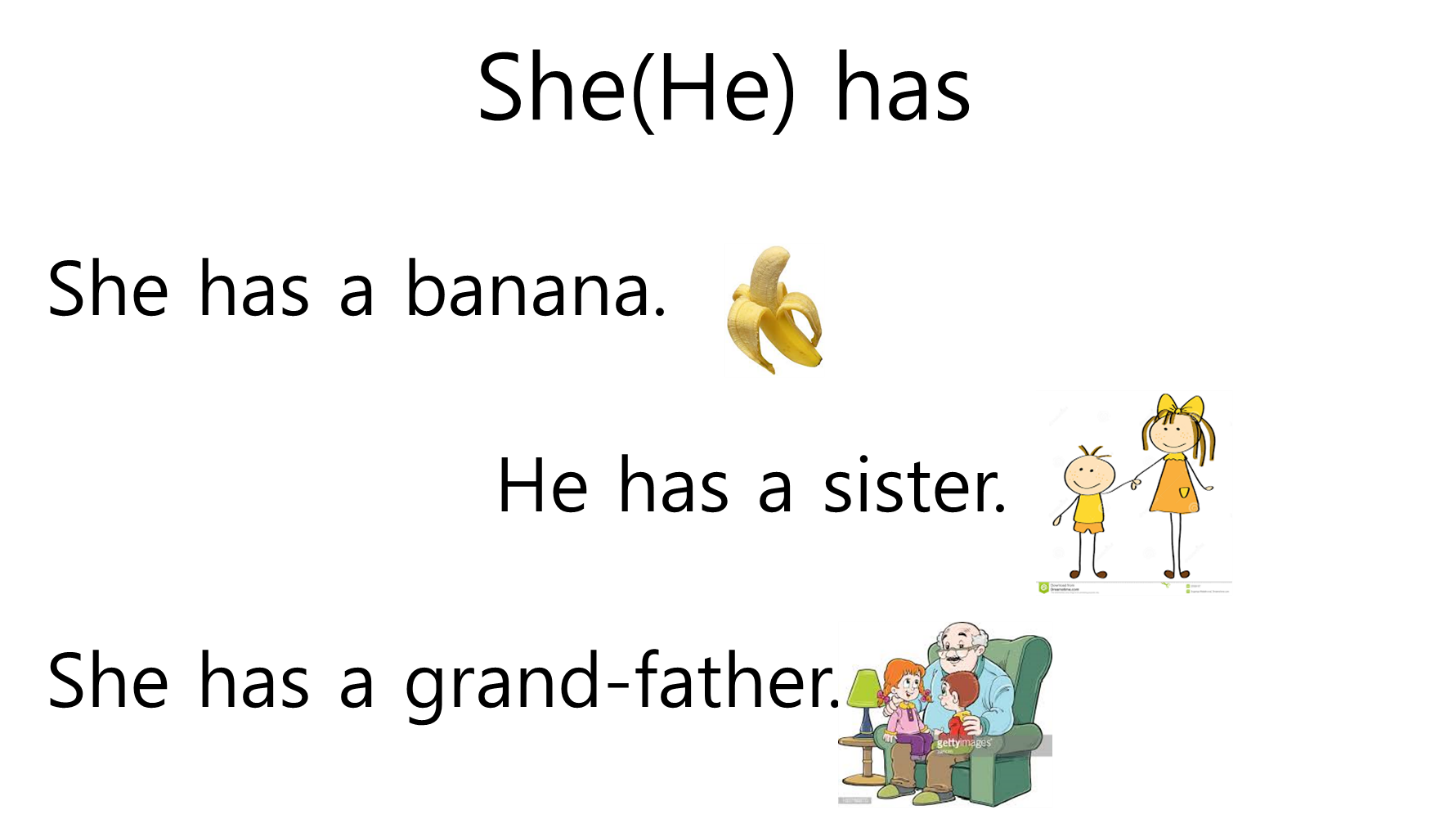 She(He) has
She has a banana.
He has a sister.
She has a grand-father.
gettyimages